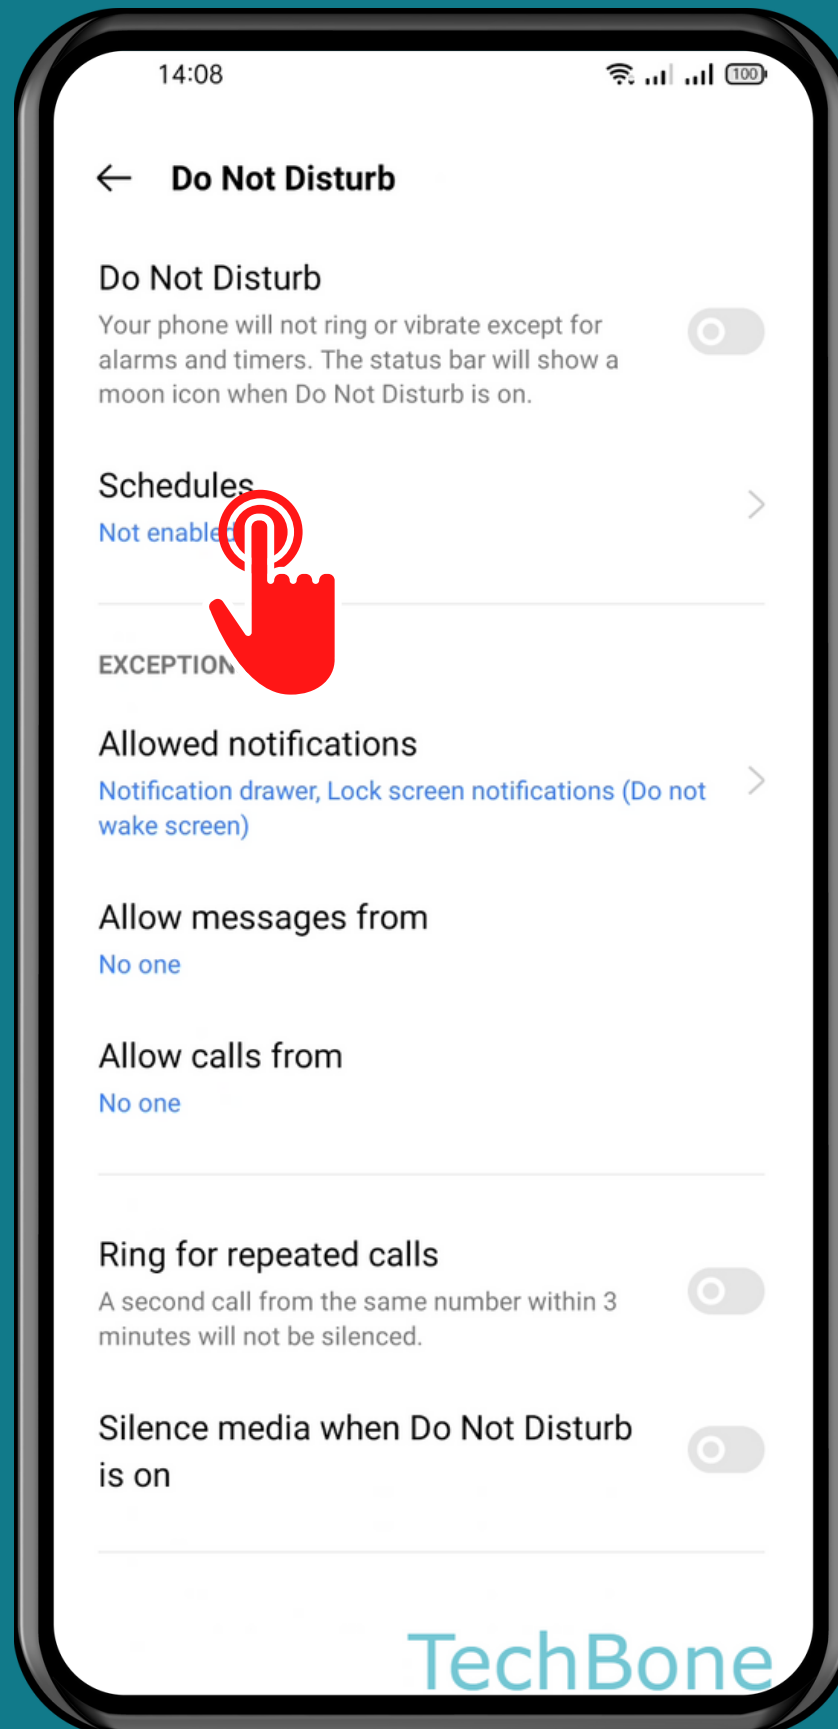 14:08
100
Do Not Disturb
Do Not Disturb
Your phone will not ring or vibrate except for
alarms and timers. The status bar will show a
moon icon when Do Not Disturb is on.
Schedules
Not enabled
EXCEPTION
Allowed notifications
Notification drawer, Lock screen notifications (Do not
wake screen)
Allow messages from
No one
Allow calls from
No one
Ring for repeated calls
A second call from the same number within 3
minutes will not be silenced.
Silence media when Do Not Disturb
is on
TechBone